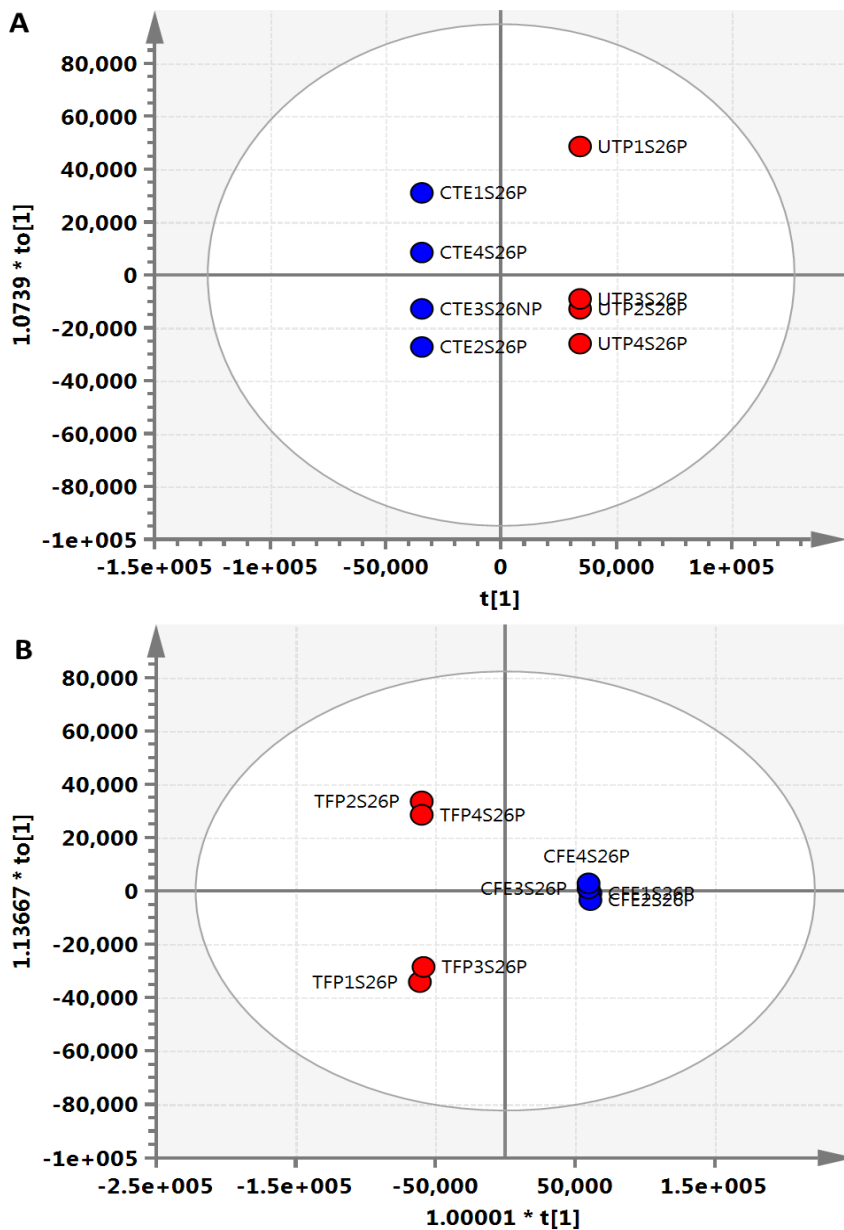 A
80,000
60,000
40,000
20,000
0
-20,000
-40,000
-60,000
-80,000
-1e+005
1.0739 * to[1]
UTP1S26P
CTE1S26P
CTE4S26P
UTP3S26P
CTE3S26NP
UTP2S26P
UTP4S26P
CTE2S26P
-1.5e+005 -1e+005 -50,000 0 50,000 1e+005
t[1]
B
80,000
60,000
40,000
20,000
0
-20,000
-40,000
-60,000
-80,000
-1e+005
1.13667 * to[1]
TFP2S26P
TFP4S26P
CFE4S26P
CFE3S26P
CFE1S26P
CFE2S26P
TFP3S26P
TFP1S26P
-2.5e+005 -1.5e+005 -50,000 50,000 1.5e+005
1.00001 * t[1]